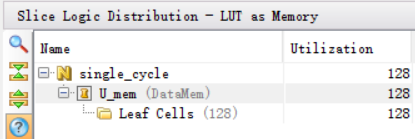 Slice Logic Distribution - LUT as Memory
Name Utilization
single_cycle 128
U_mem (DataMem) 128
Leaf Cells (128) 128